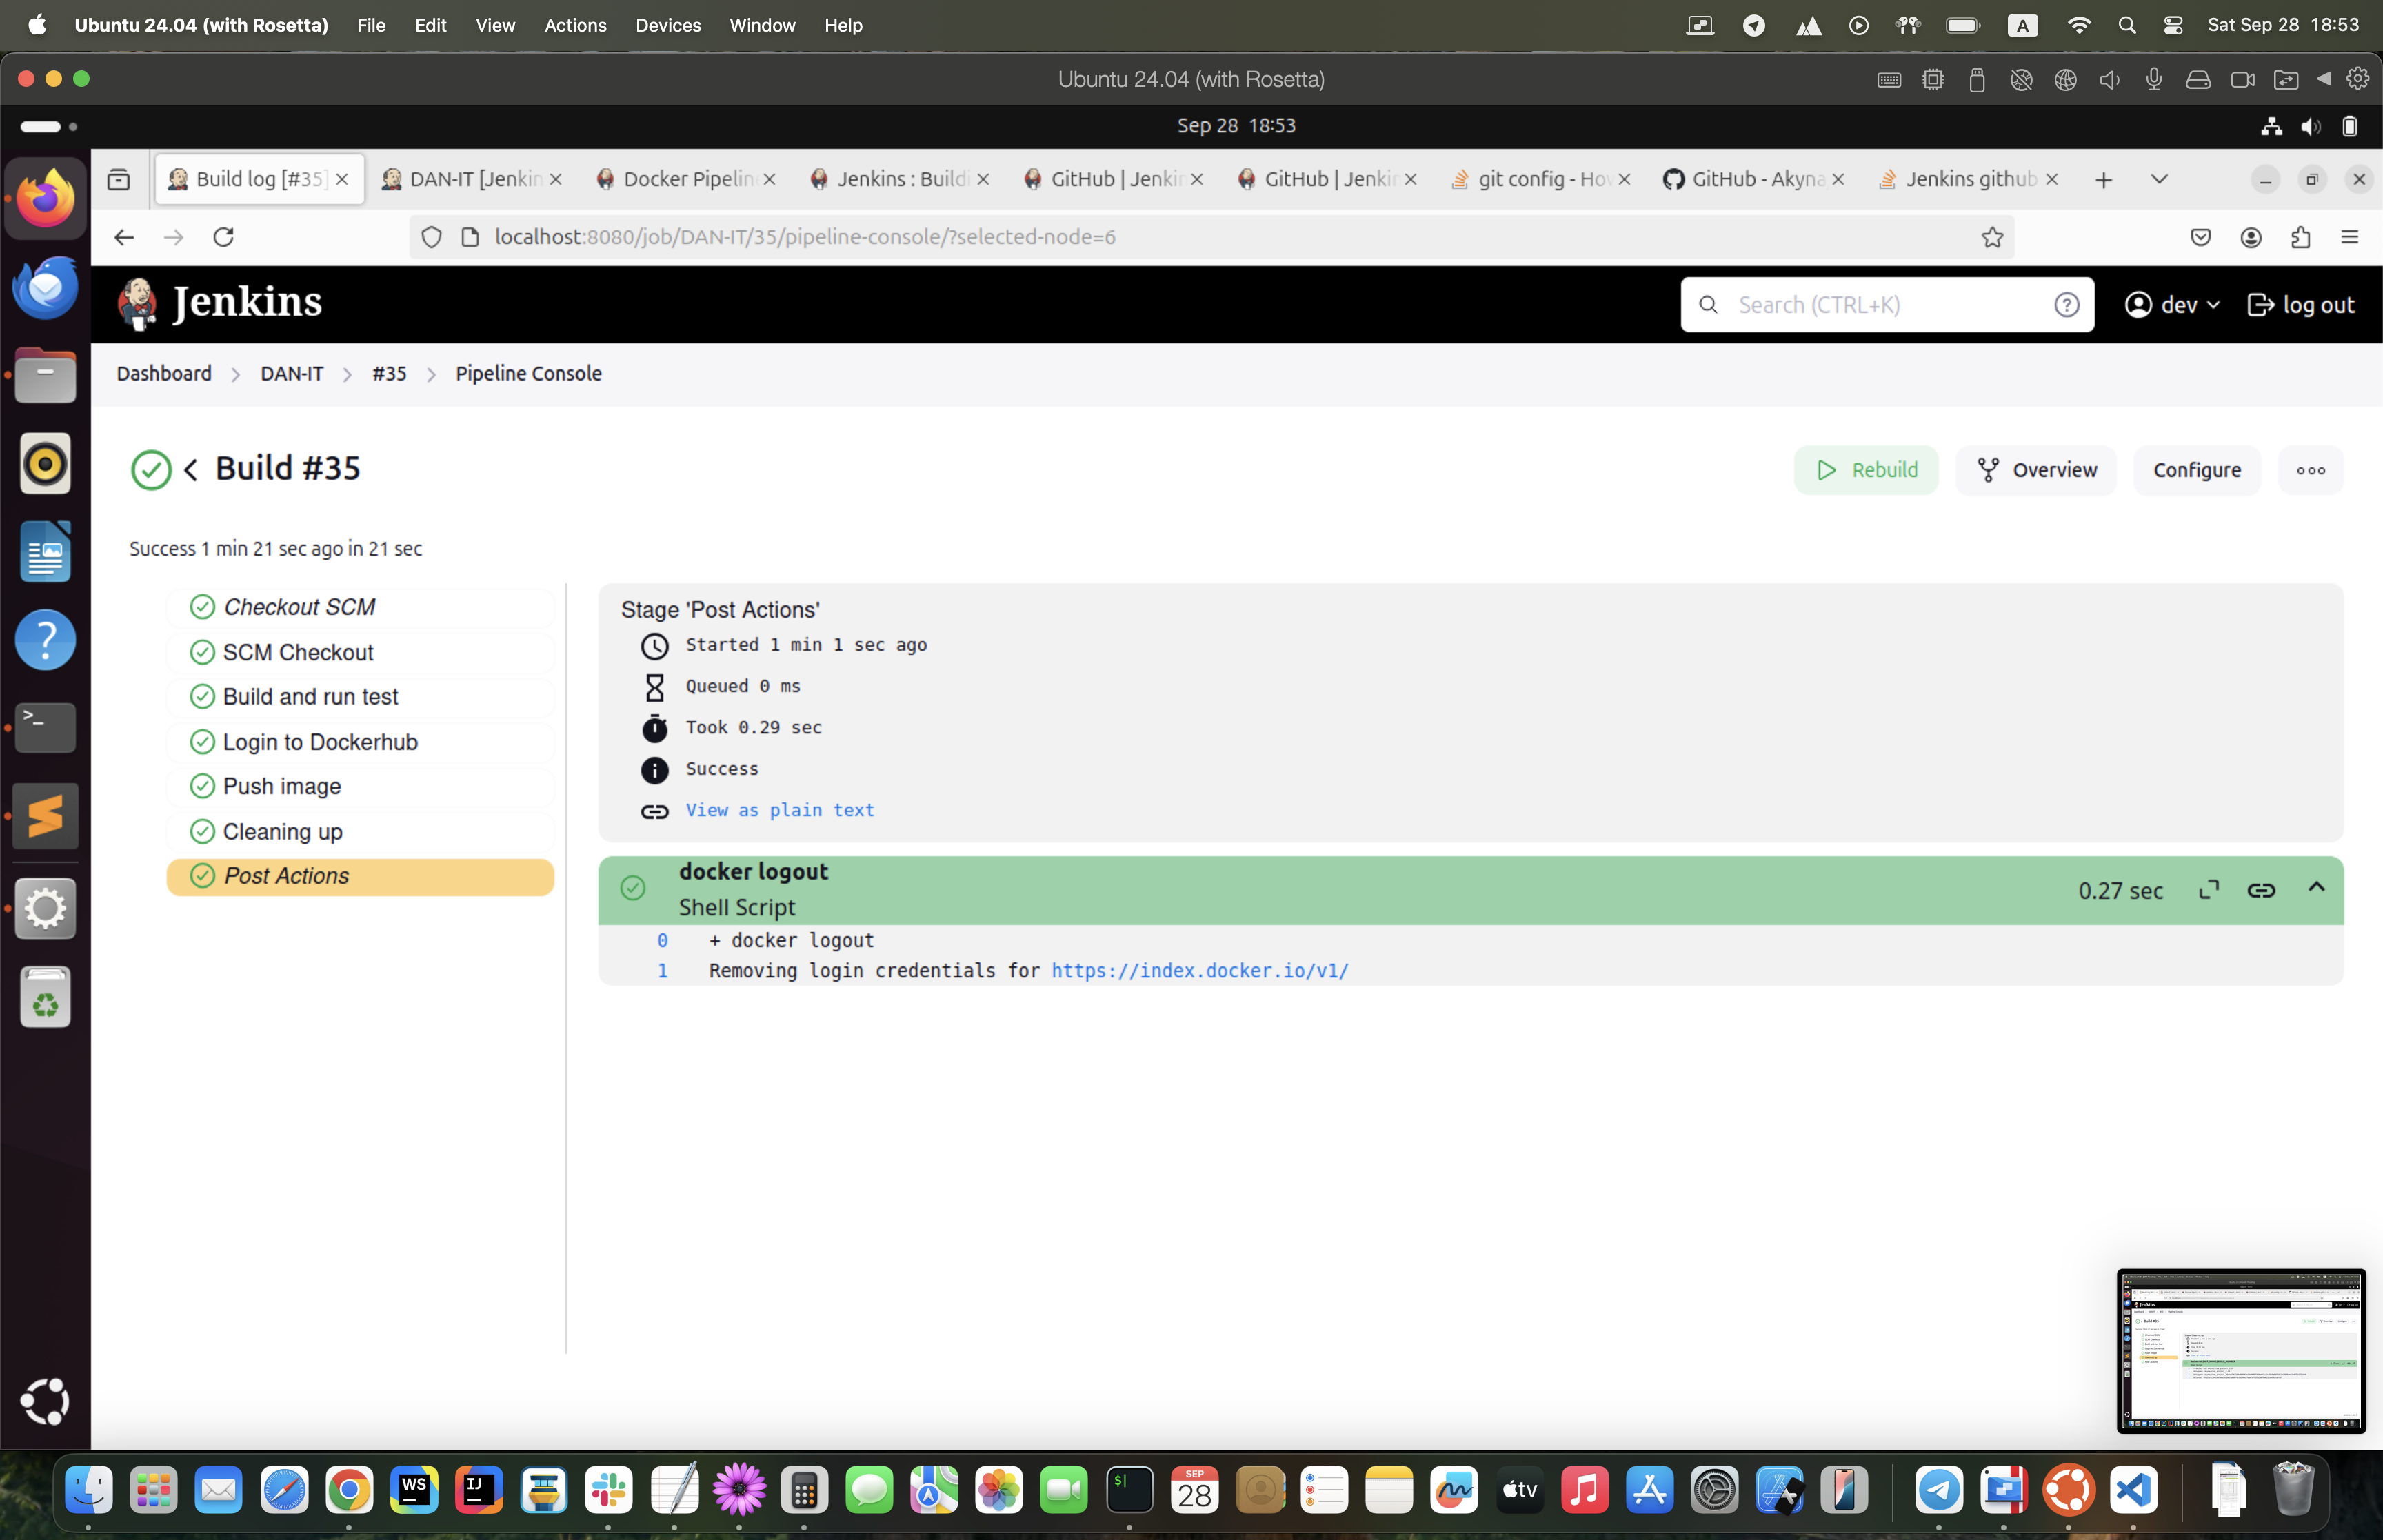 Ubuntu 24.04 (with Rosetta) File Edit View Actions Devices Window Help
A Sat Sep 28 18:53
Ubuntu 24.04 (with Rosetta)
Sep 28 18:53
Build log [#35] DAN-IT [Jenkin Docker Pipelin Jenkins : Buildi GitHub | Jenkin GitHub | Jenkin git config - Hov GitHub - Akyna Jenkins github
localhost:8080/job/DAN-IT/35/pipeline-console/?selected-node=6
Jenkins Search (CTRL+K) dev log out
Dashboard DAN-IT #35 Pipeline Console
Build #35 Rebuild Overview Configure
Success 1 min 21 sec ago in 21 sec
Checkout SCM
SCM Checkout
Build and run test
Login to Dockerhub
Push image
Cleaning up
Post Actions
Stage 'Post Actions'
Started 1 min 1 sec ago
Queued 0 ms
Took 0.29 sec
Success
View as plain text
docker logout
Shell Script
0.27 sec
0 + docker logout
1 Removing login credentials for https://index.docker.io/v1/
WS IJ $ SEP 28 tv